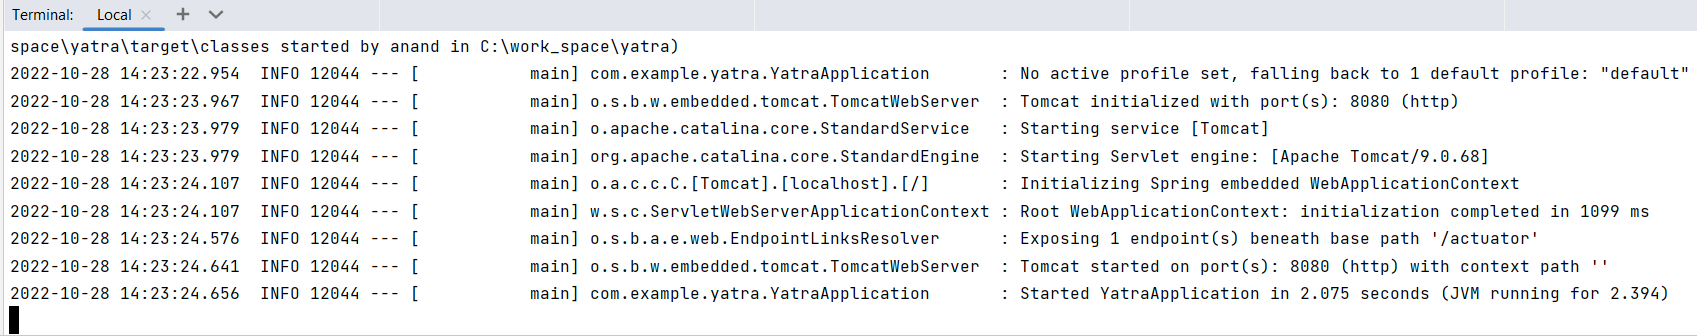 Terminal: Local × +
space\yatra\target\classes started by anand in C:\work_space\yatra)
2022-10-28 14:23:22.954  INFO 12044 --- [           main] com.example.yatra.YatraApplication       : No active profile set, falling back to 1 default profile: "default"
2022-10-28 14:23:23.967  INFO 12044 --- [           main] o.s.b.w.embedded.tomcat.TomcatWebServer  : Tomcat initialized with port(s): 8080 (http)
2022-10-28 14:23:23.979  INFO 12044 --- [           main] o.apache.catalina.core.StandardService   : Starting service [Tomcat]
2022-10-28 14:23:23.979  INFO 12044 --- [           main] org.apache.catalina.core.StandardEngine  : Starting Servlet engine: [Apache Tomcat/9.0.68]
2022-10-28 14:23:24.107  INFO 12044 --- [           main] o.a.c.c.C.[Tomcat].[localhost].[/]       : Initializing Spring embedded WebApplicationContext
2022-10-28 14:23:24.107  INFO 12044 --- [           main] w.s.c.ServletWebServerApplicationContext : Root WebApplicationContext: initialization completed in 1099 ms
2022-10-28 14:23:24.576  INFO 12044 --- [           main] o.s.b.a.e.web.EndpointLinksResolver      : Exposing 1 endpoint(s) beneath base path '/actuator'
2022-10-28 14:23:24.641  INFO 12044 --- [           main] o.s.b.w.embedded.tomcat.TomcatWebServer  : Tomcat started on port(s): 8080 (http) with context path ''
2022-10-28 14:23:24.656  INFO 12044 --- [           main] com.example.yatra.YatraApplication       : Started YatraApplication in 2.075 seconds (JVM running for 2.394)